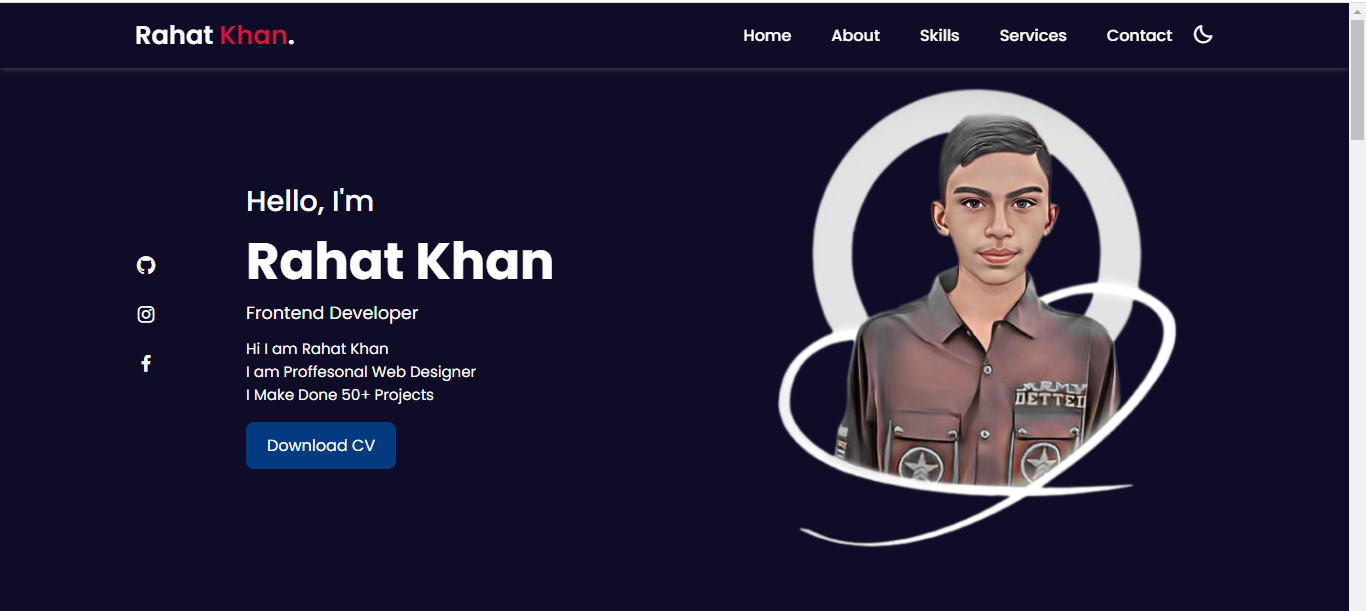 Rahat Khan.
Home About Skills Services Contact
Hello, I'm
Rahat Khan
Frontend Developer
Hi I am Rahat Khan
I am Proffesonal Web Designer
I Make Done 50+ Projects
Download CV
ARMY
DETTED